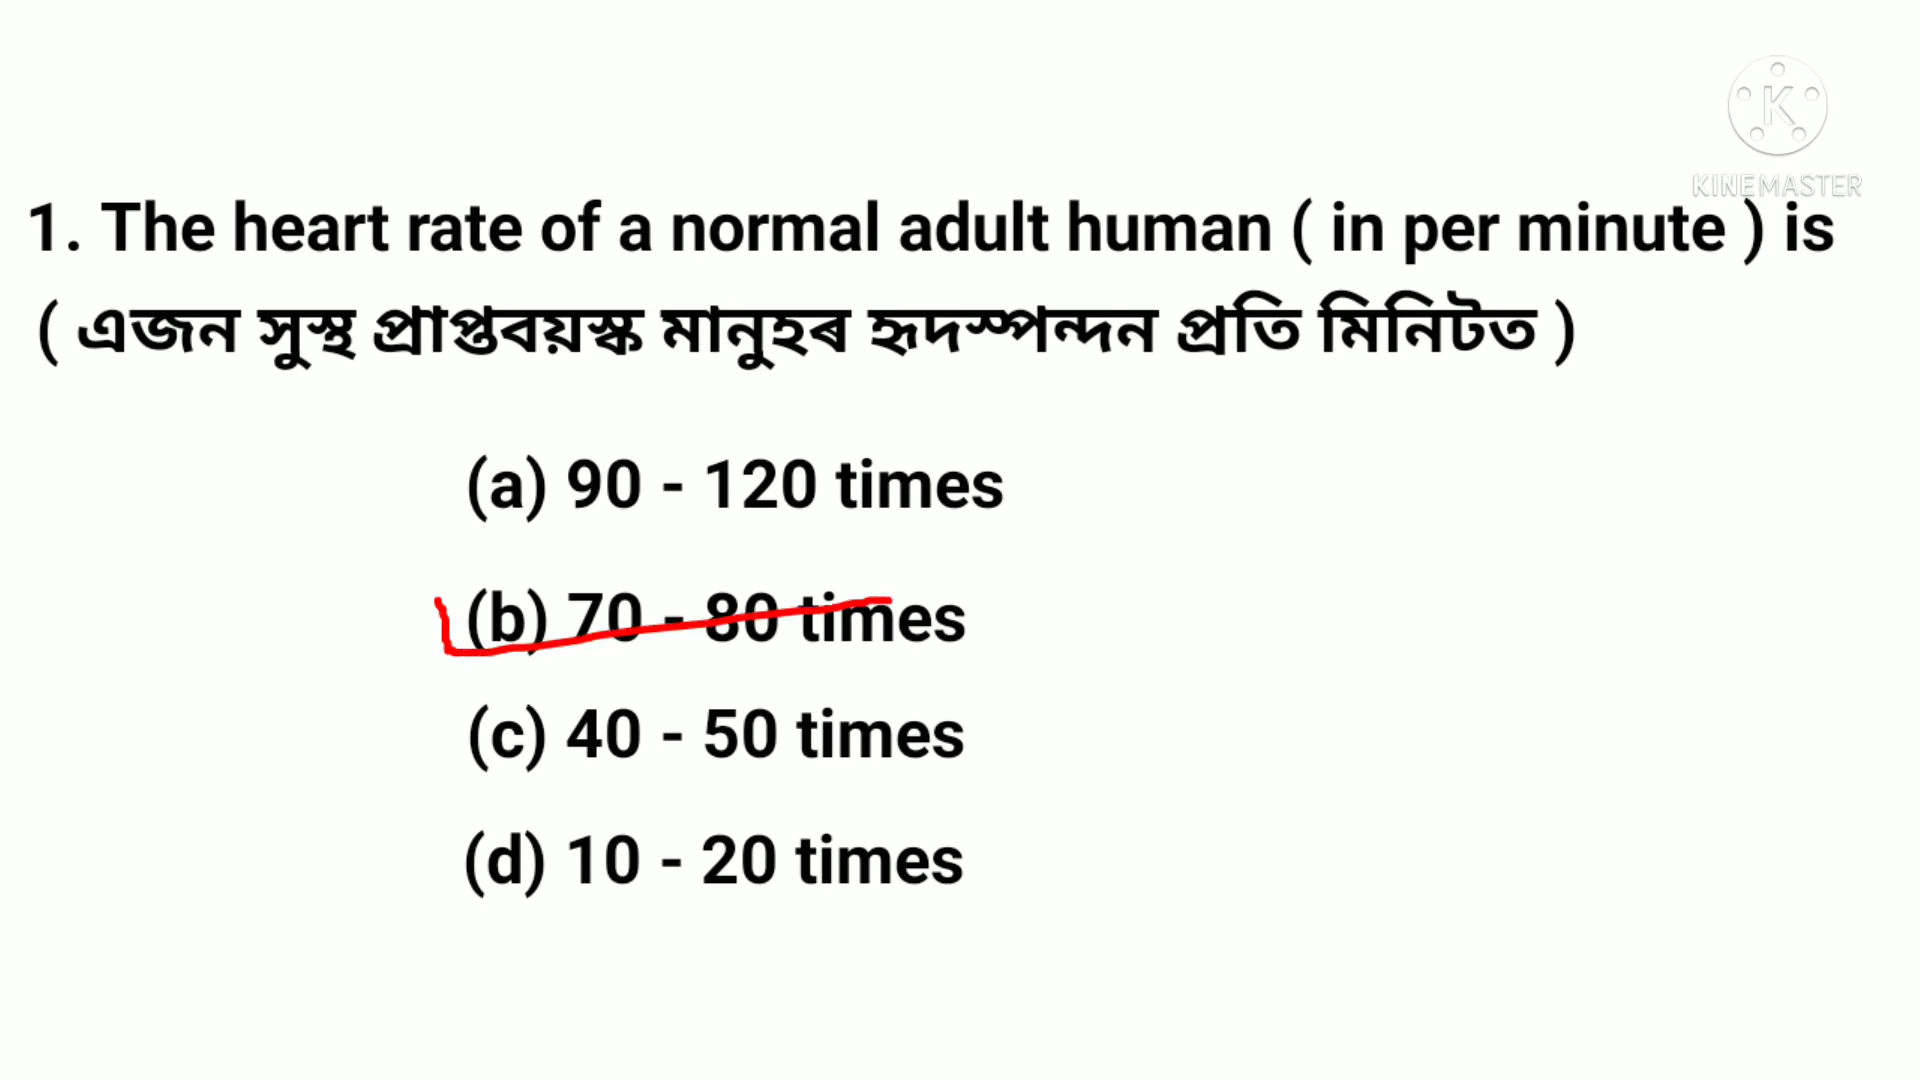 K
KINEMASTER
1. The heart rate of a normal adult human ( in per minute ) is
( এজন সুস্থ প্ৰাপ্তবয়স্ক মানুহৰ হৃদস্পন্দন প্ৰতি মিনিটত )
(a) 90 - 120 times
(b) 70 - 80 times
(c) 40 - 50 times
(d) 10 - 20 times